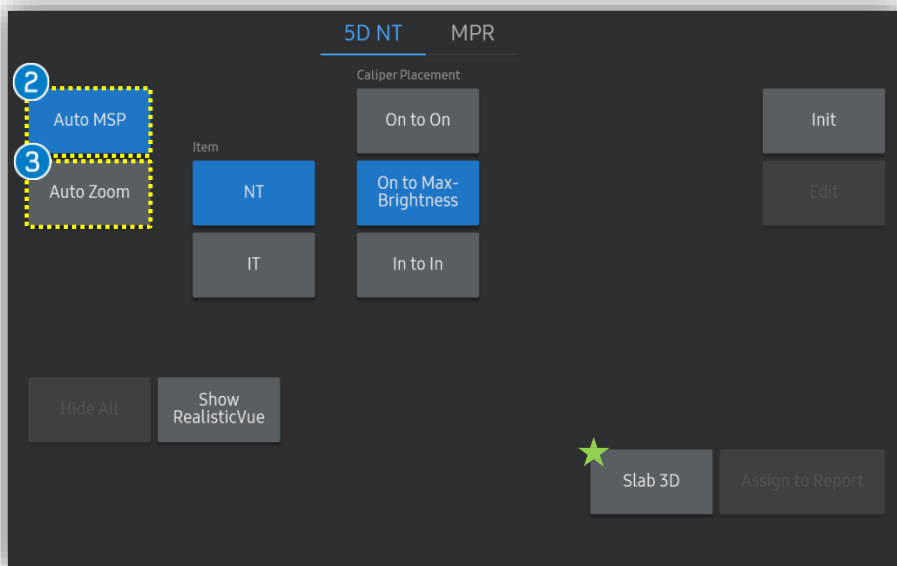 5D NT MPR
Caliper Placement
2
Auto MSP
On to On
Init
Item
3
Auto Zoom
NT
On to Max-
Brightness
Edit
IT
In to In
Hide All
Show
RealisticVue
Slab 3D
Assign to Report